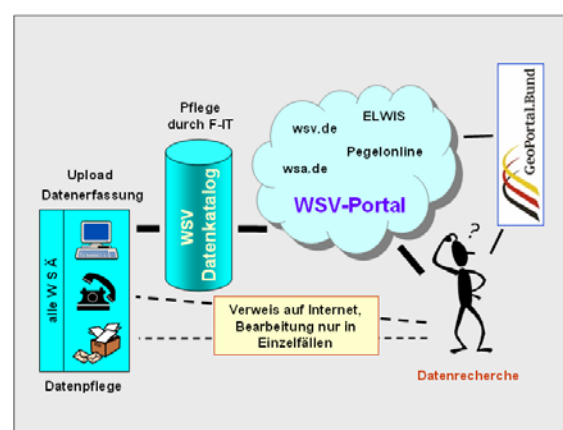 Pflege
durch F-IT
Upload
Datenerfassung
alle W S Ä
Datenpflege
WSV
Datenkatalog
wsv.de
ELWIS
Pegelonline
wsa.de
WSV-Portal
GeoPortal.Bund
?
Verweis auf Internet,
Bearbeitung nur in
Einzelfällen
Datenrecherche